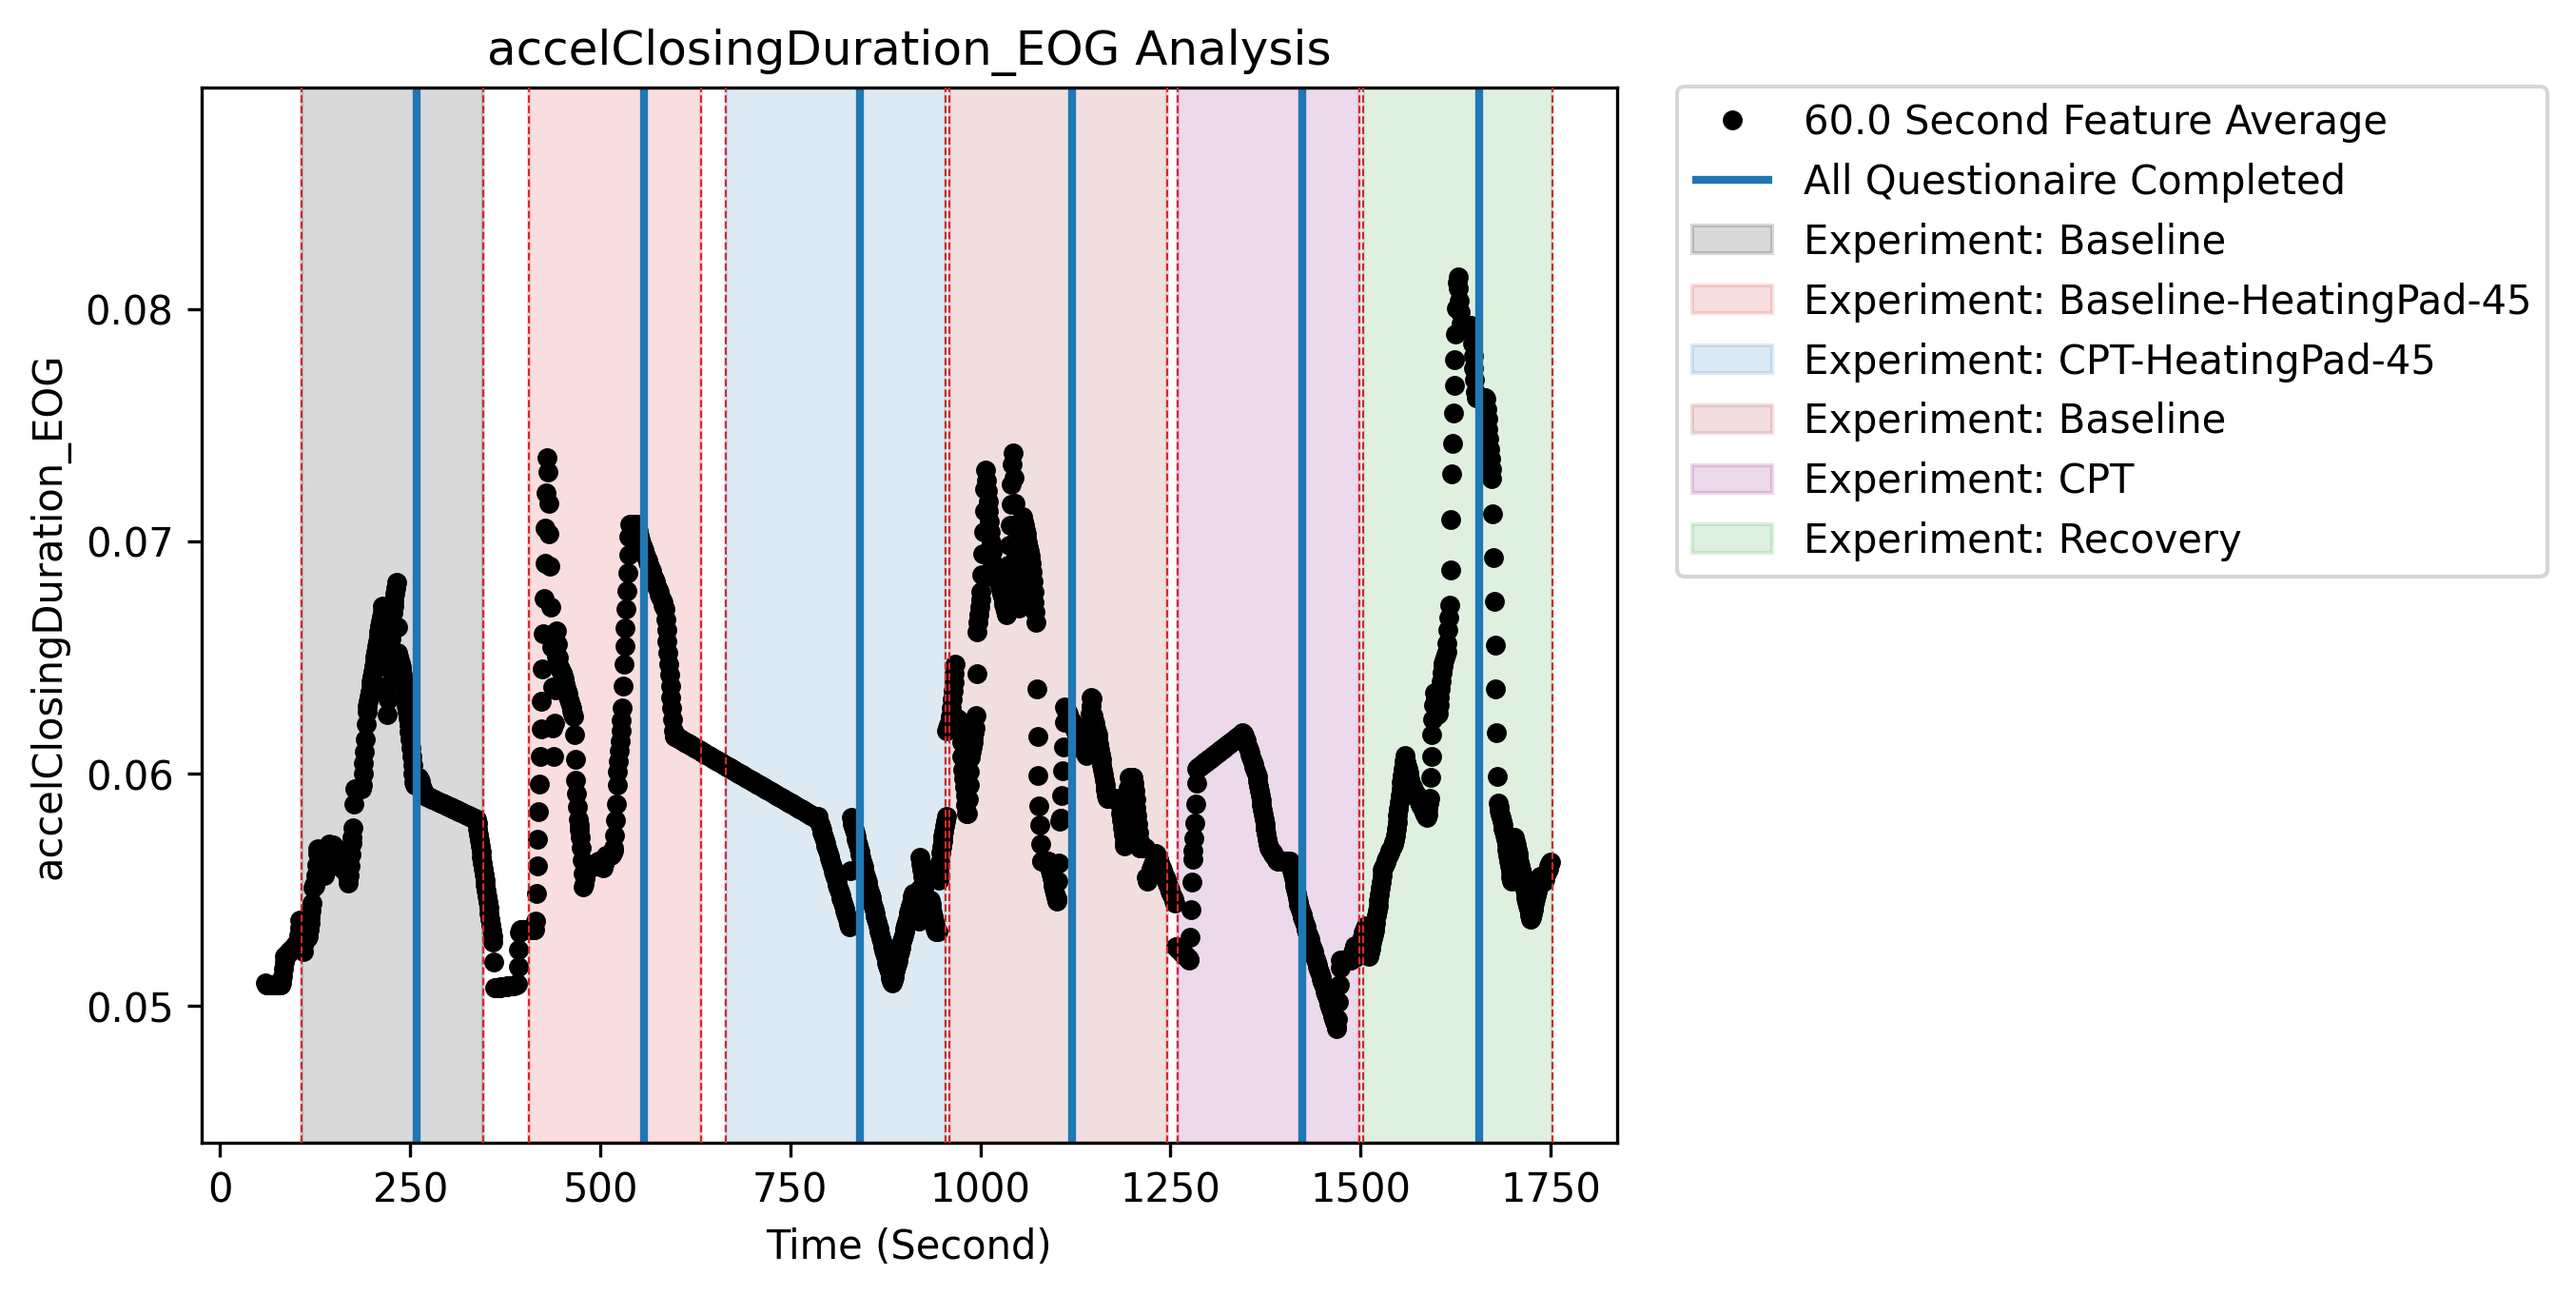 accelClosingDuration_EOG Analysis
accelClosingDuration_EOG
0.08
0.07
0.06
0.05
0 250 500 750 1000 1250 1500 1750
Time (Second)
60.0 Second Feature Average
All Questionaire Completed
Experiment: Baseline
Experiment: Baseline-HeatingPad-45
Experiment: CPT-HeatingPad-45
Experiment: Baseline
Experiment: CPT
Experiment: Recovery